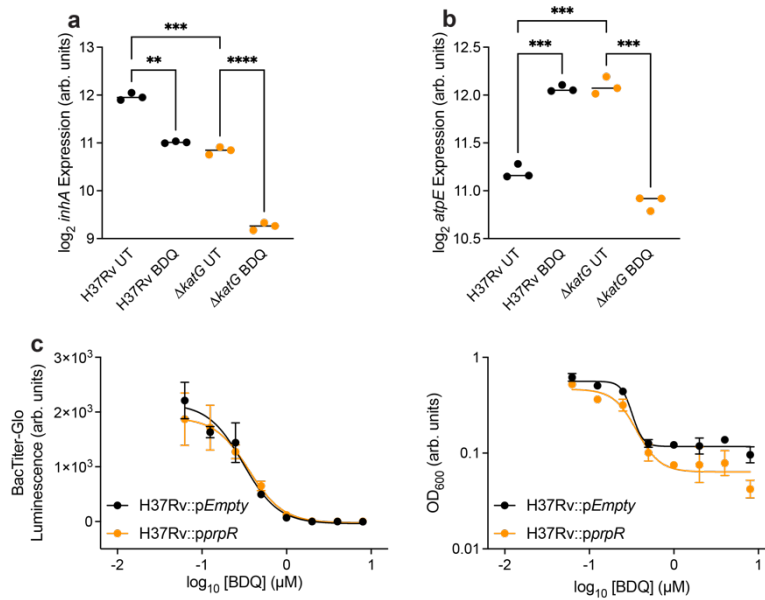 a
log₂ inhA Expression (arb. units)
13
12
11
10
9
***
**
****
H37Rv UT
H37Rv BDQ
ΔkatG UT
ΔkatG BDQ
b
log₂ atpE Expression (arb. units)
12.5
12.0
11.5
11.0
10.5
***
***
***
H37Rv UT
H37Rv BDQ
ΔkatG UT
ΔkatG BDQ
c
BacTiter-Glo
Luminescence (arb. units)
3×10³
2×10³
1×10³
0
H37Rv::pEmpty
H37Rv::pprpR
-2 -1 0 1
log₁₀ [BDQ] (μM)
OD₆₀₀ (arb. units)
1
0.1
0.01
H37Rv::pEmpty
H37Rv::pprpR
-2 -1 0 1
log₁₀ [BDQ] (μM)